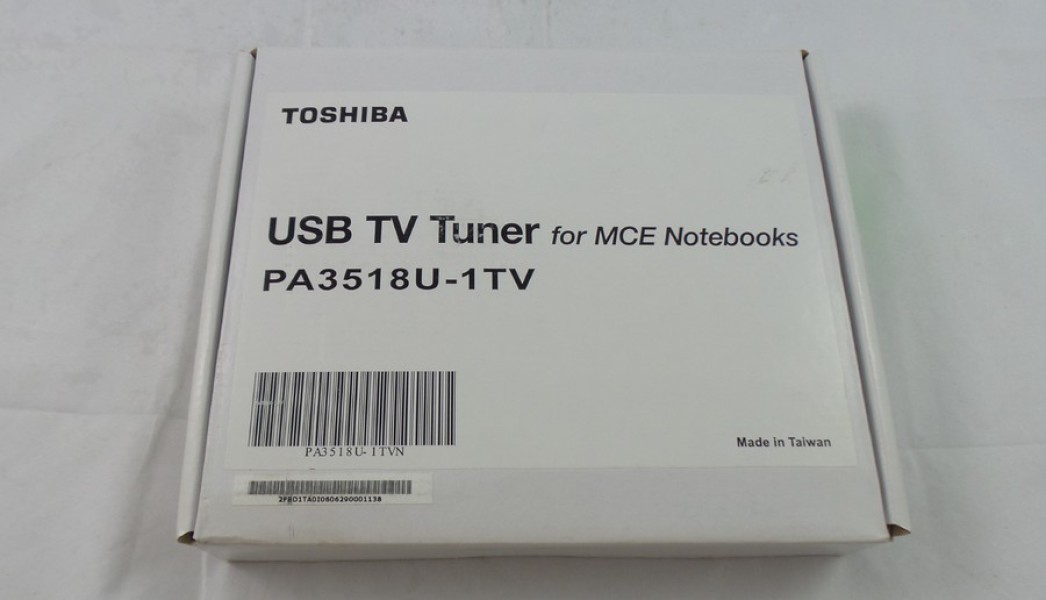 TOSHIBA
USB TV Tuner for MCE Notebooks
PA3518U-1TV
PA3518U-1TVN
Made in Taiwan